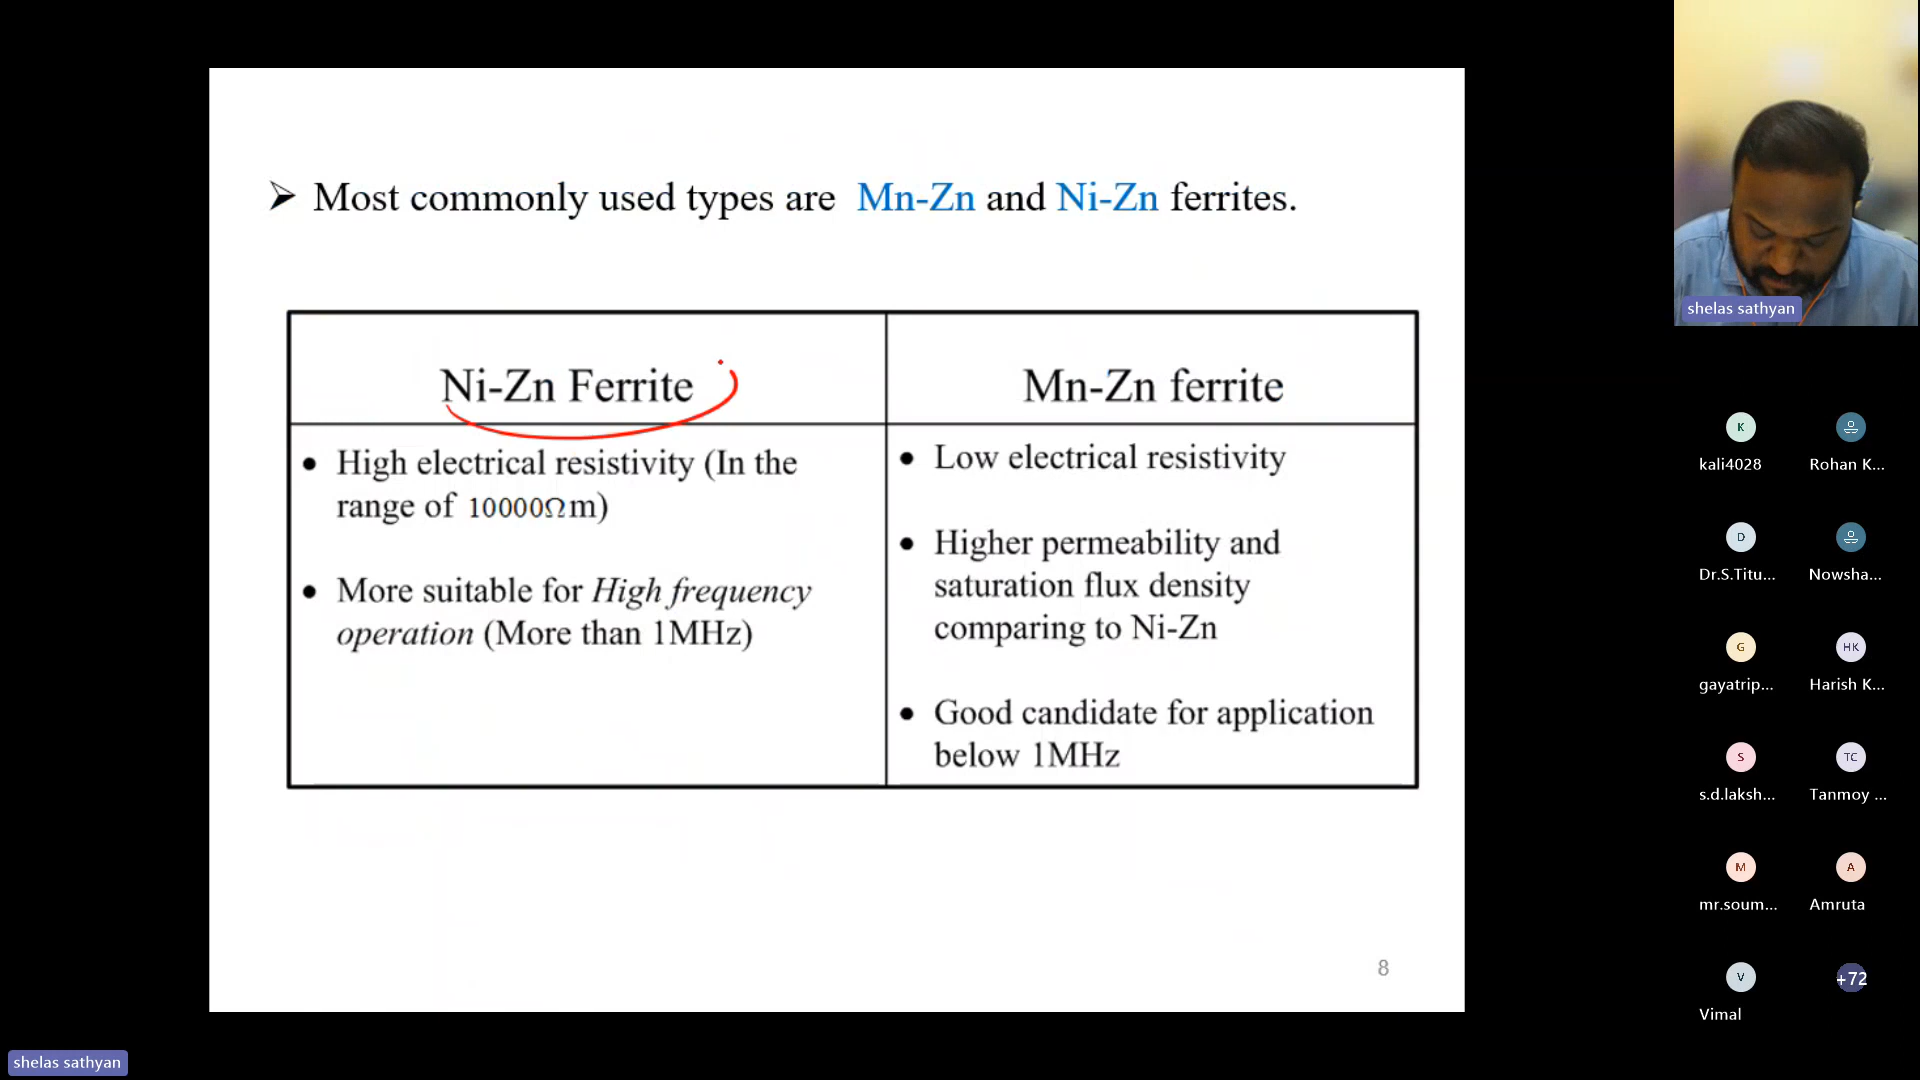 ➢ Most commonly used types are Mn-Zn and Ni-Zn ferrites.
Ni-Zn Ferrite
• High electrical resistivity (In the
range of 10000Ωm)
• More suitable for High frequency
operation (More than 1MHz)
Mn-Zn ferrite
• Low electrical resistivity
• Higher permeability and
saturation flux density
comparing to Ni-Zn
• Good candidate for application
below 1MHz
8
shelas sathyan
K
kali4028
Rohan K...
D
Dr.S.Titu...
Nowsha...
G
gayatrip...
HK
Harish K...
S
s.d.laksh...
TC
Tanmoy ...
M
mr.soum...
A
Amruta
V
Vimal
+72
shelas sathyan